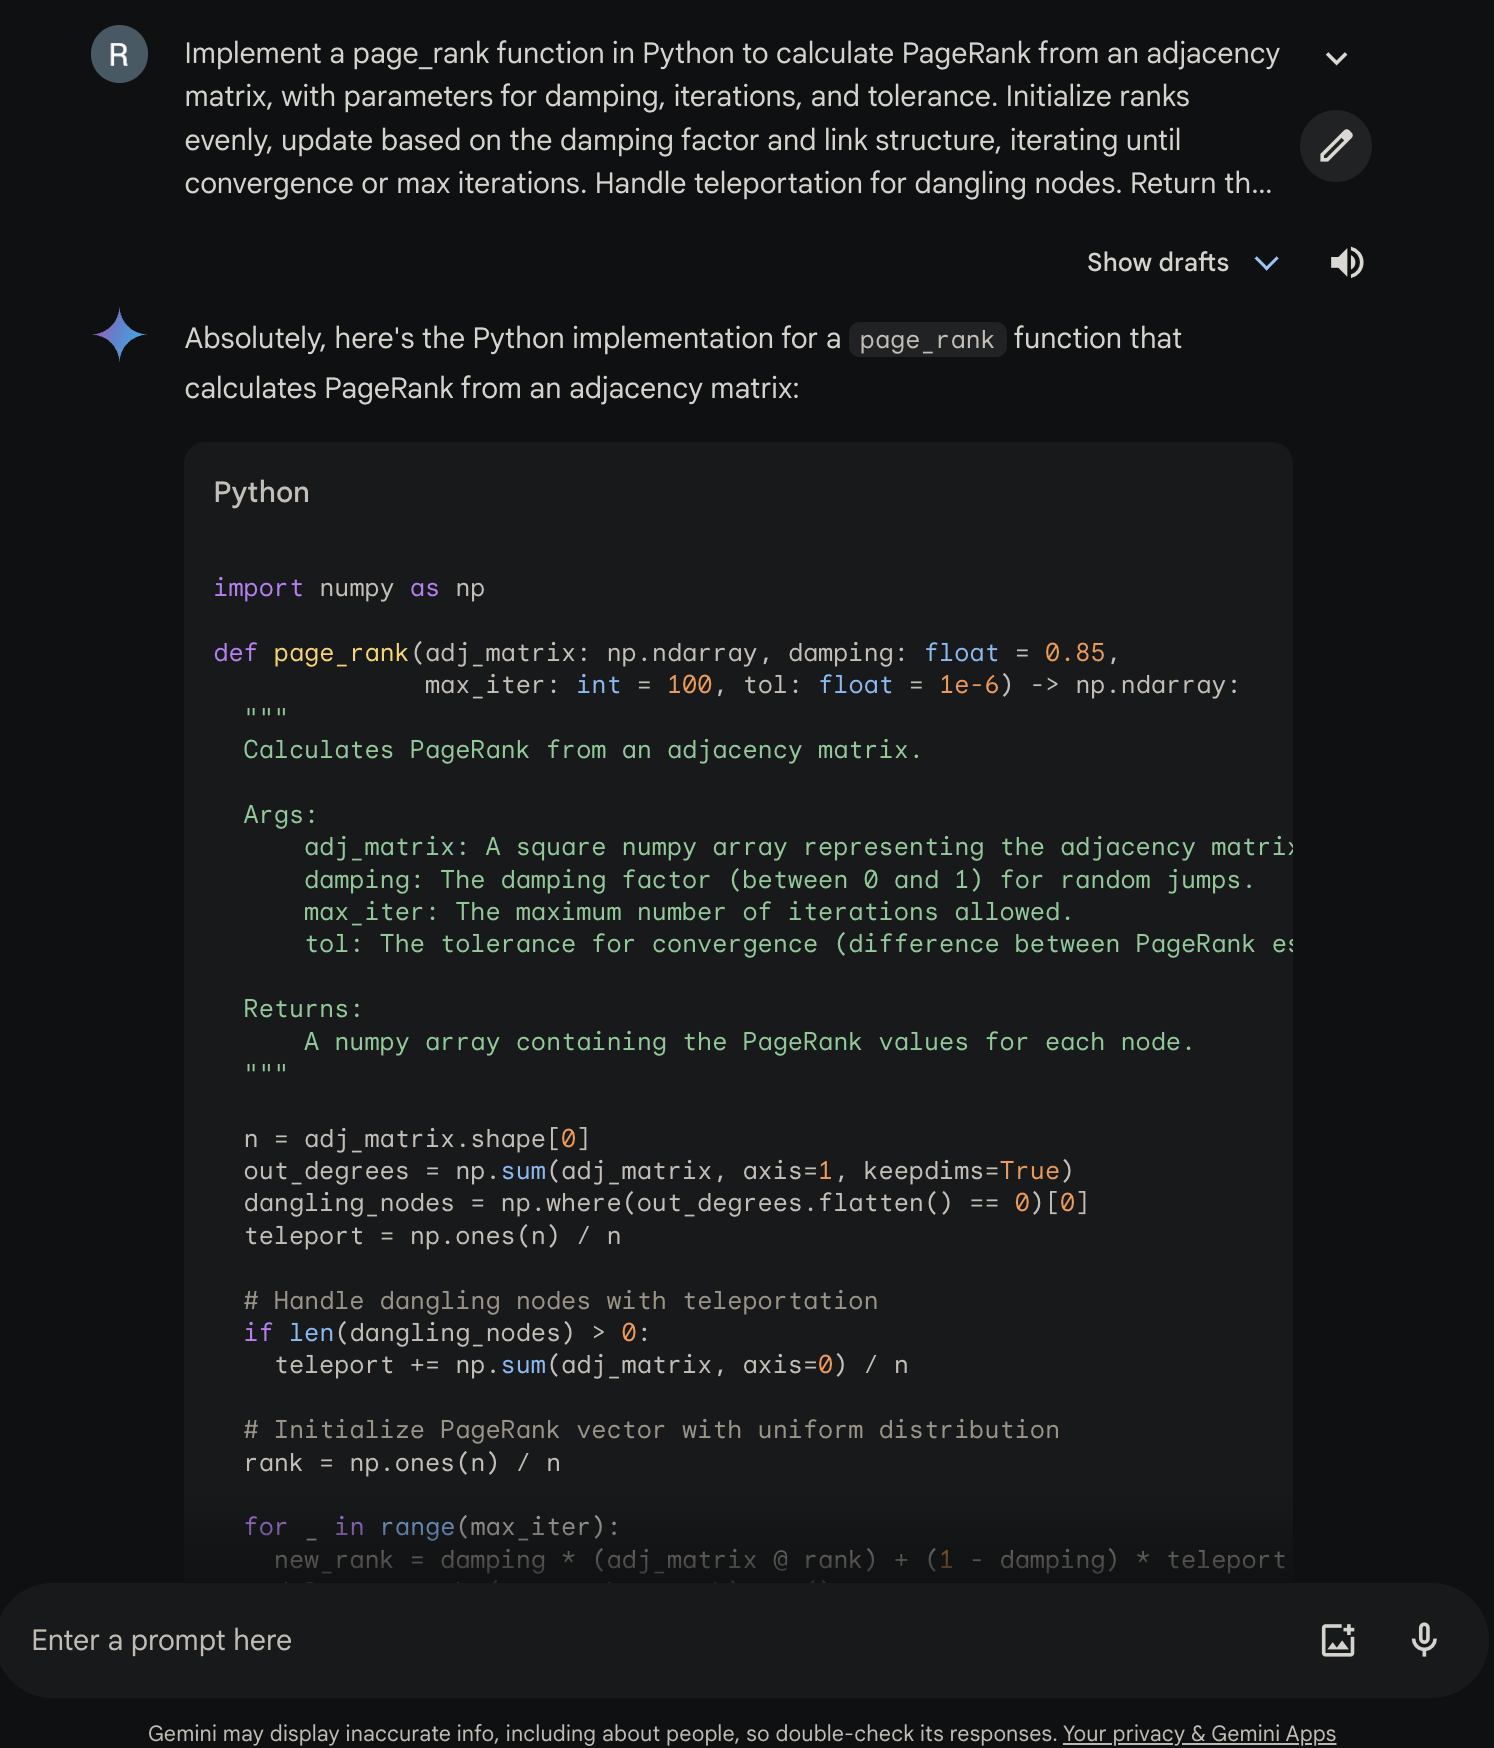 R
Implement a page_rank function in Python to calculate PageRank from an adjacency
matrix, with parameters for damping, iterations, and tolerance. Initialize ranks
evenly, update based on the damping factor and link structure, iterating until
convergence or max iterations. Handle teleportation for dangling nodes. Return th...
Show drafts
Absolutely, here's the Python implementation for a page_rank function that
calculates PageRank from an adjacency matrix:
Python
import numpy as np
def page_rank(adj_matrix: np.ndarray, damping: float = 0.85,
              max_iter: int = 100, tol: float = 1e-6) -> np.ndarray:
  """
  Calculates PageRank from an adjacency matrix.
  Args:
      adj_matrix: A square numpy array representing the adjacency matrix
      damping: The damping factor (between 0 and 1) for random jumps.
      max_iter: The maximum number of iterations allowed.
      tol: The tolerance for convergence (difference between PageRank es
  Returns:
      A numpy array containing the PageRank values for each node.
  """
  n = adj_matrix.shape[0]
  out_degrees = np.sum(adj_matrix, axis=1, keepdims=True)
  dangling_nodes = np.where(out_degrees.flatten() == 0)[0]
  teleport = np.ones(n) / n
  # Handle dangling nodes with teleportation
  if len(dangling_nodes) > 0:
    teleport += np.sum(adj_matrix, axis=0) / n
  # Initialize PageRank vector with uniform distribution
  rank = np.ones(n) / n
  for _ in range(max_iter):
    new_rank = damping * (adj_matrix @ rank) + (1 - damping) * teleport
Enter a prompt here
Gemini may display inaccurate info, including about people, so double-check its responses. Your privacy & Gemini Apps